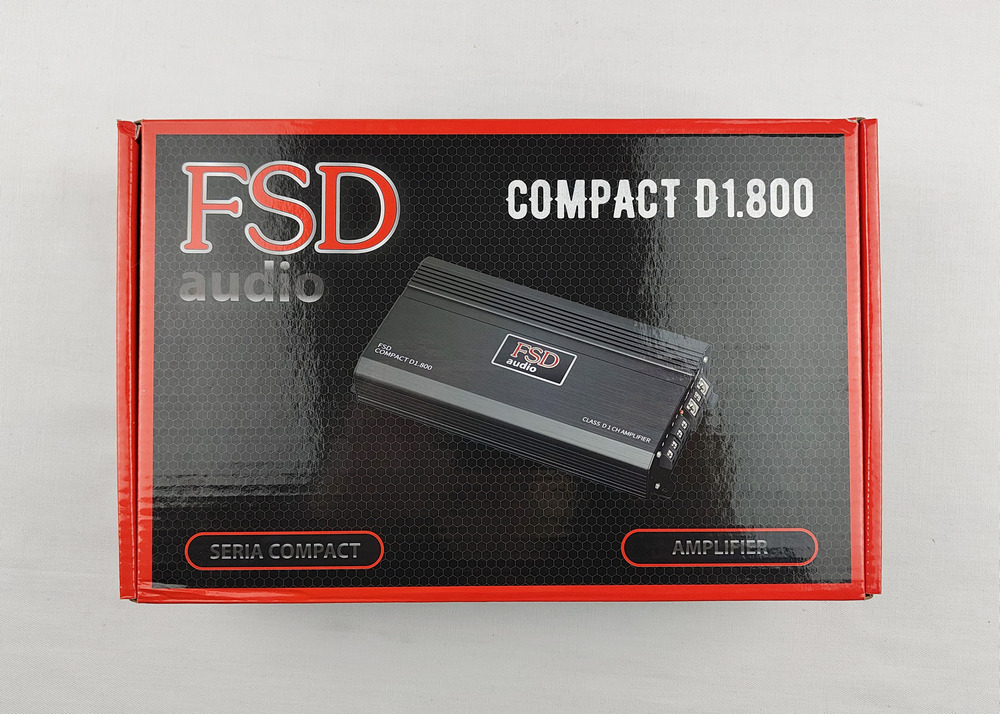 FSD
audio
COMPACT D1.800
FSD
COMPACT D1.800
FSD
audio
CLASS D 1 CH AMPLIFIER
SERIA COMPACT
AMPLIFIER